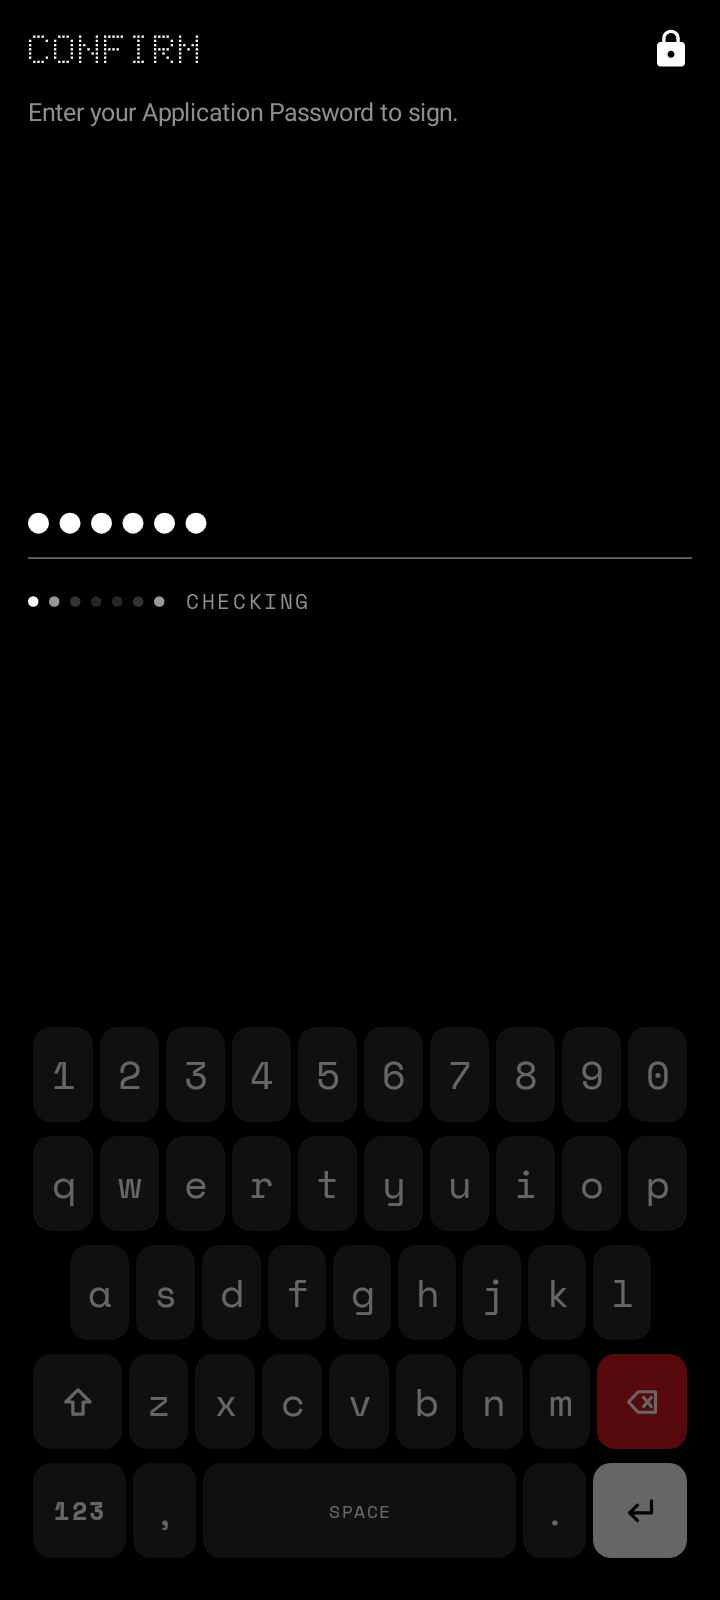 CONFIRM
Enter your Application Password to sign.
CHECKING
1 2 3 4 5 6 7 8 9 0
q w e r t y u i o p
a s d f g h j k l
z x c v b n m
123 , SPACE .